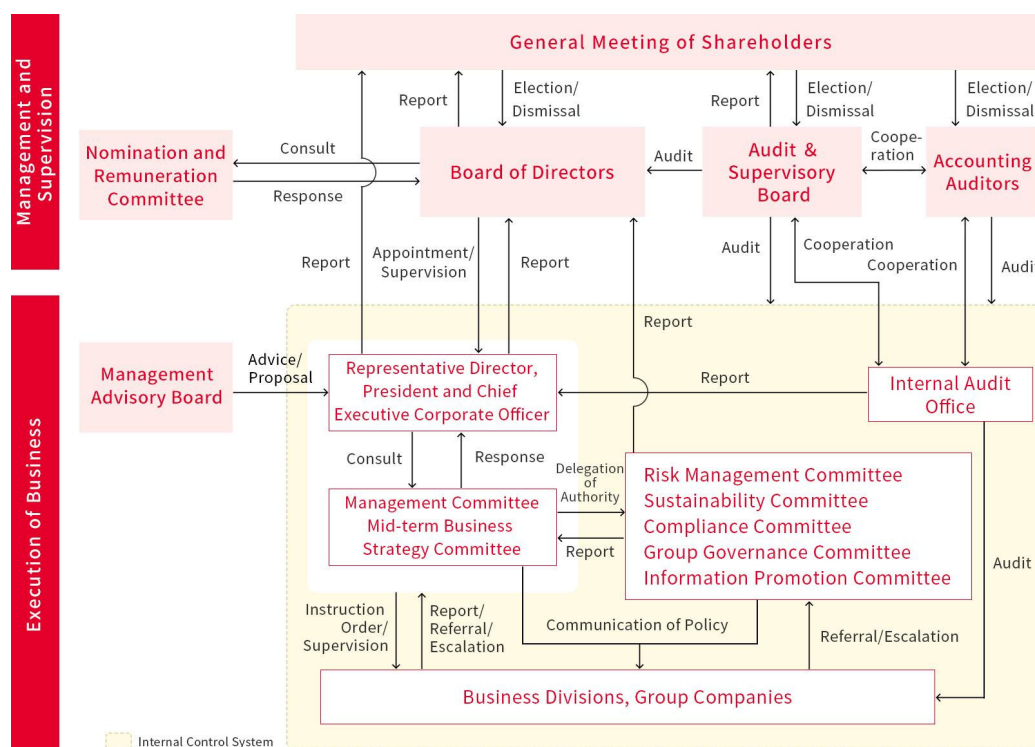 Management and
Supervision
General Meeting of Shareholders
Report
Election/
Dismissal
Report
Election/
Dismissal
Election/
Dismissal
Nomination and
Remuneration
Committee
Consult
Response
Board of Directors
Audit
Audit &
Supervisory
Board
Coope-
ration
Accounting
Auditors
Report
Appointment/
Supervision
Report
Audit
Cooperation
Cooperation
Audit
Execution of Business
Report
Management
Advisory Board
Advice/
Proposal
Representative Director,
President and Chief
Executive Corporate Officer
Report
Internal Audit
Office
Consult
Response
Management Committee
Mid-term Business
Strategy Committee
Delegation
of
Authority
Report
Risk Management Committee
Sustainability Committee
Compliance Committee
Group Governance Committee
Information Promotion Committee
Audit
Instruction
Order/
Supervision
Report/
Referral/
Escalation
Communication of Policy
Referral/Escalation
Business Divisions, Group Companies
Internal Control System